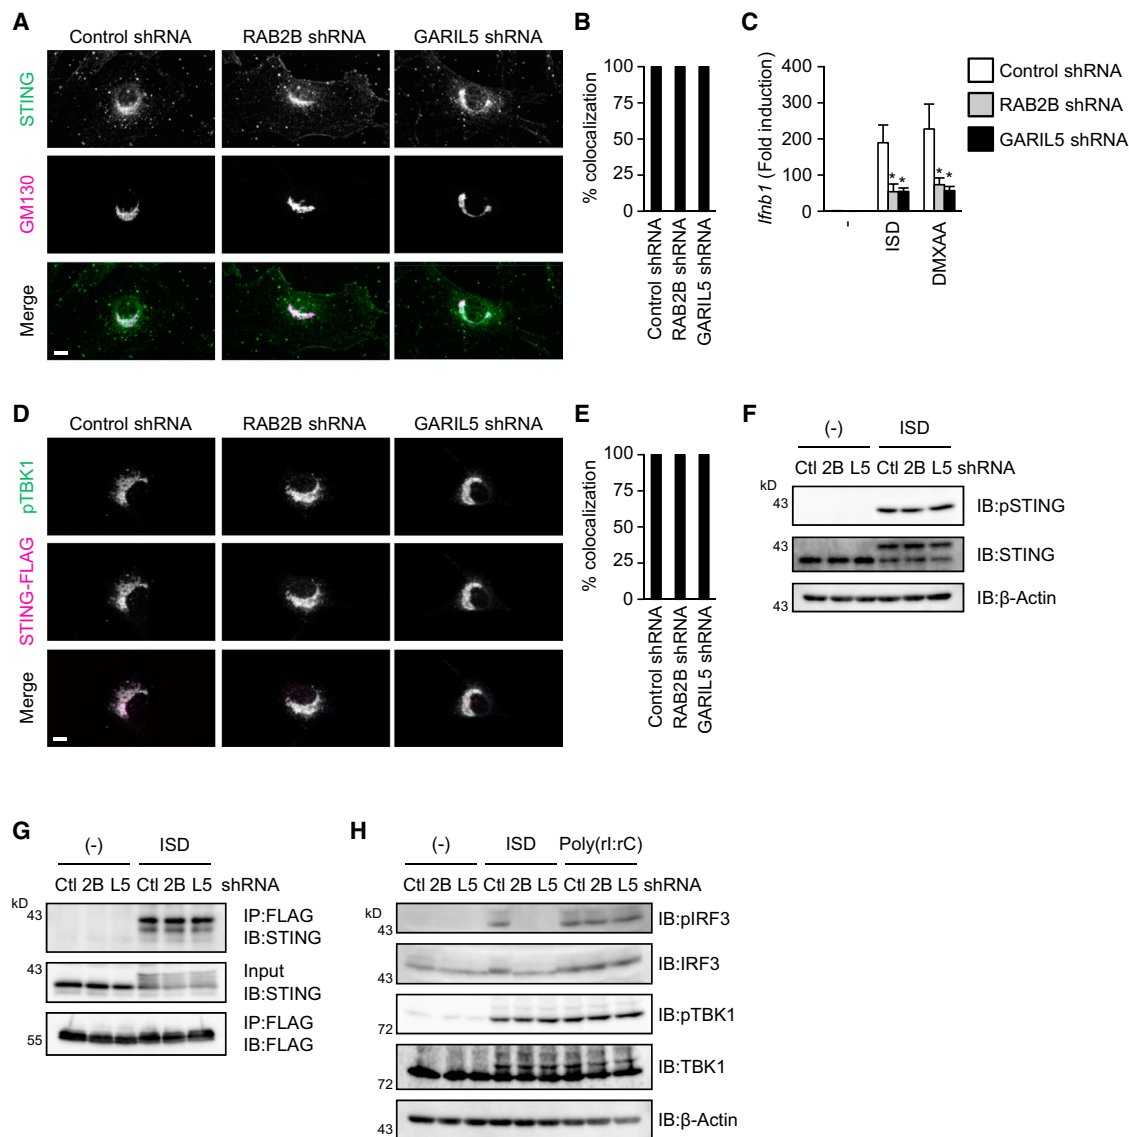 A
Control shRNA
RAB2B shRNA
GARIL5 shRNA
STING
GM130
Merge
B
% colocalization
100
75
50
25
0
Control shRNA
RAB2B shRNA
GARIL5 shRNA
C
Ifnb1 (Fold induction)
400
300
200
100
0
-
ISD
DMXAA
*
*
*
*
Control shRNA
RAB2B shRNA
GARIL5 shRNA
D
Control shRNA
RAB2B shRNA
GARIL5 shRNA
pTBK1
STING-FLAG
Merge
E
% colocalization
100
75
50
25
0
Control shRNA
RAB2B shRNA
GARIL5 shRNA
F
(-) ISD
Ctl 2B L5 Ctl 2B L5 shRNA
kD
43 IB:pSTING
43 IB:STING
43 IB:β-Actin
G
(-) ISD
Ctl 2B L5 Ctl 2B L5 shRNA
kD
43 IP:FLAG
IB:STING
43 Input
IB:STING
55 IP:FLAG
IB:FLAG
H
(-) ISD Poly(rI:rC)
Ctl 2B L5 Ctl 2B L5 Ctl 2B L5 shRNA
kD
43 IB:pIRF3
43 IB:IRF3
72 IB:pTBK1
72 IB:TBK1
43 IB:β-Actin